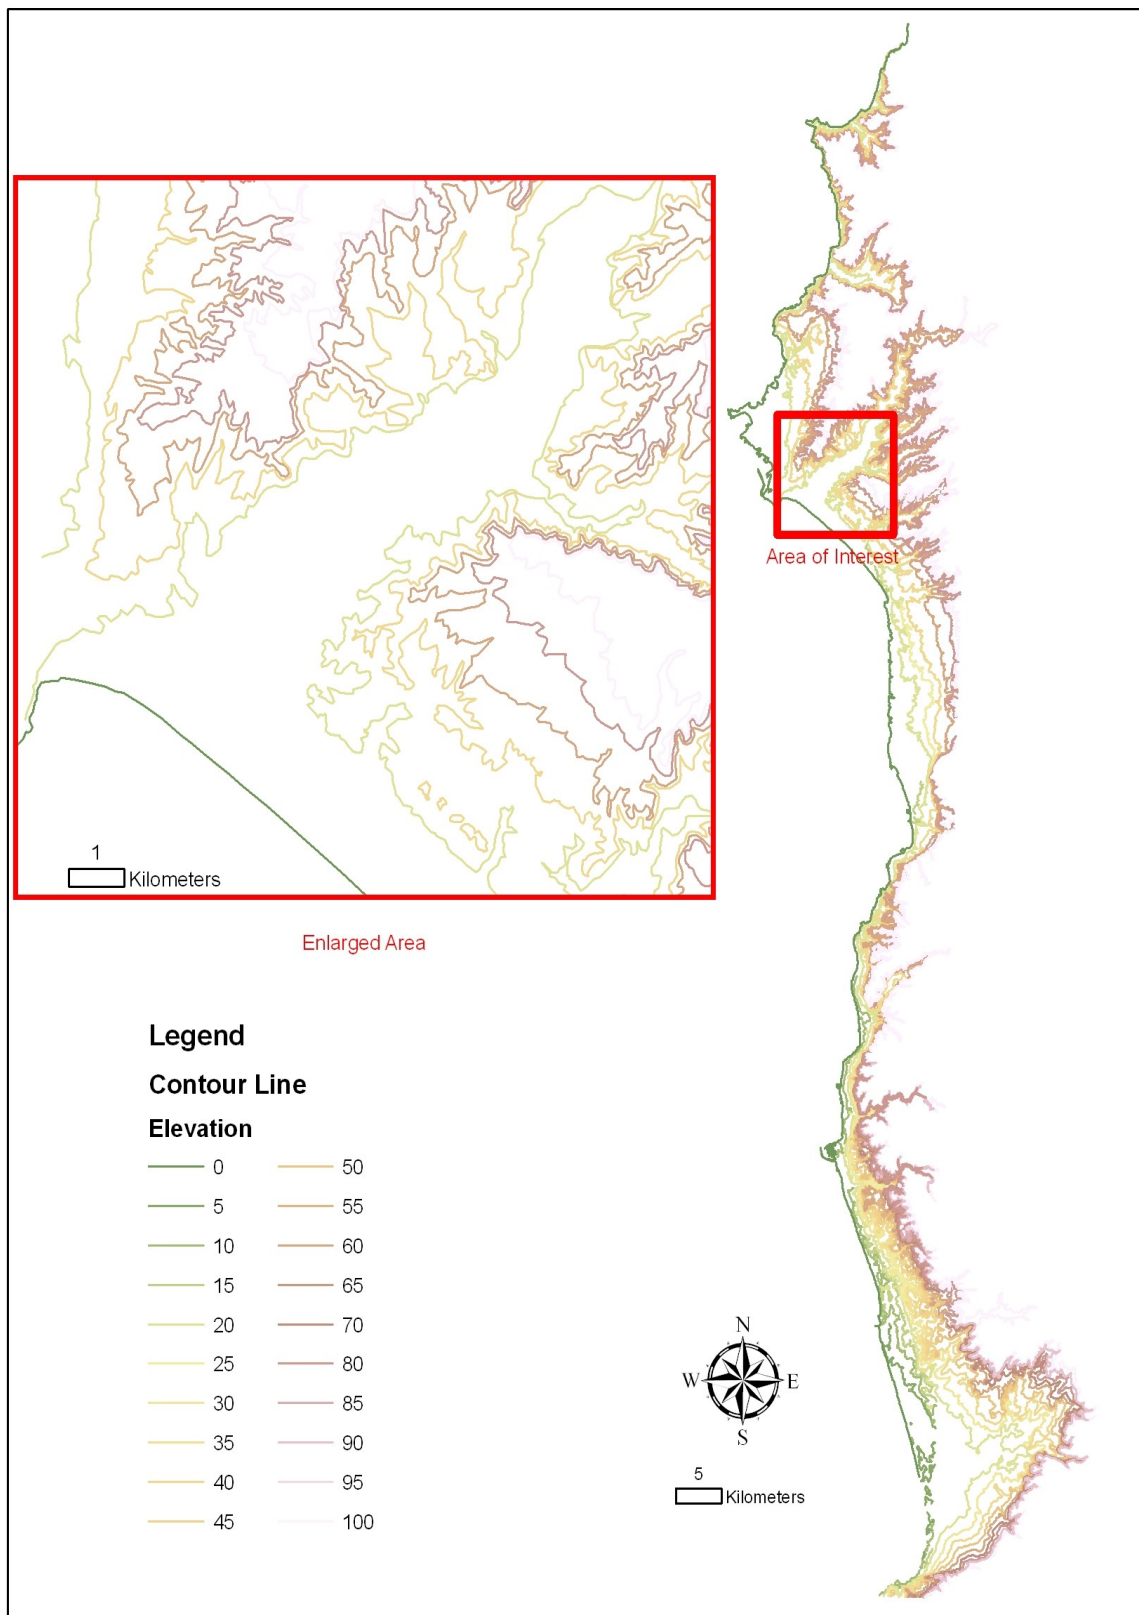 Area of Interest
1
Kilometers
Enlarged Area
Legend
Contour Line
Elevation
0 50
5 55
10 60
15 65
20 70
25 80
30 85
35 90
40 95
45 100
N
W E
S
5
Kilometers